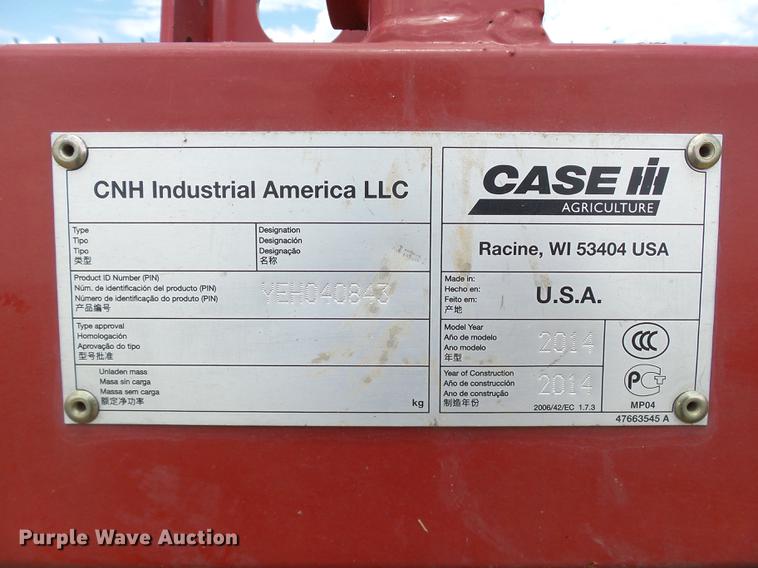 CNH Industrial America LLC
Type
Tipo
Tipo
类型
Designation
Designación
Designação
名称
Product ID Number (PIN)
Núm. de identificación del producto (PIN)
Número de identificação do produto (PIN)
产品编号
YEH040843
Type approval
Homologación
Aprovação do tipo
型号批准
Unladen mass
Masa sin carga
Massa sem carga
额定净功率
kg
CASE IH
AGRICULTURE
Racine, WI 53404 USA
Made in:
Hecho en:
Feito em:
产地
U.S.A.
Model Year
Año de modelo
Ano modelo
年型
2014
CCC
Year of Construction
Año de construcción
Ano de construção
制造年份
2014
2006/42/EC 1.7.3
PCT
MP04
47663545 A
Purple Wave Auction